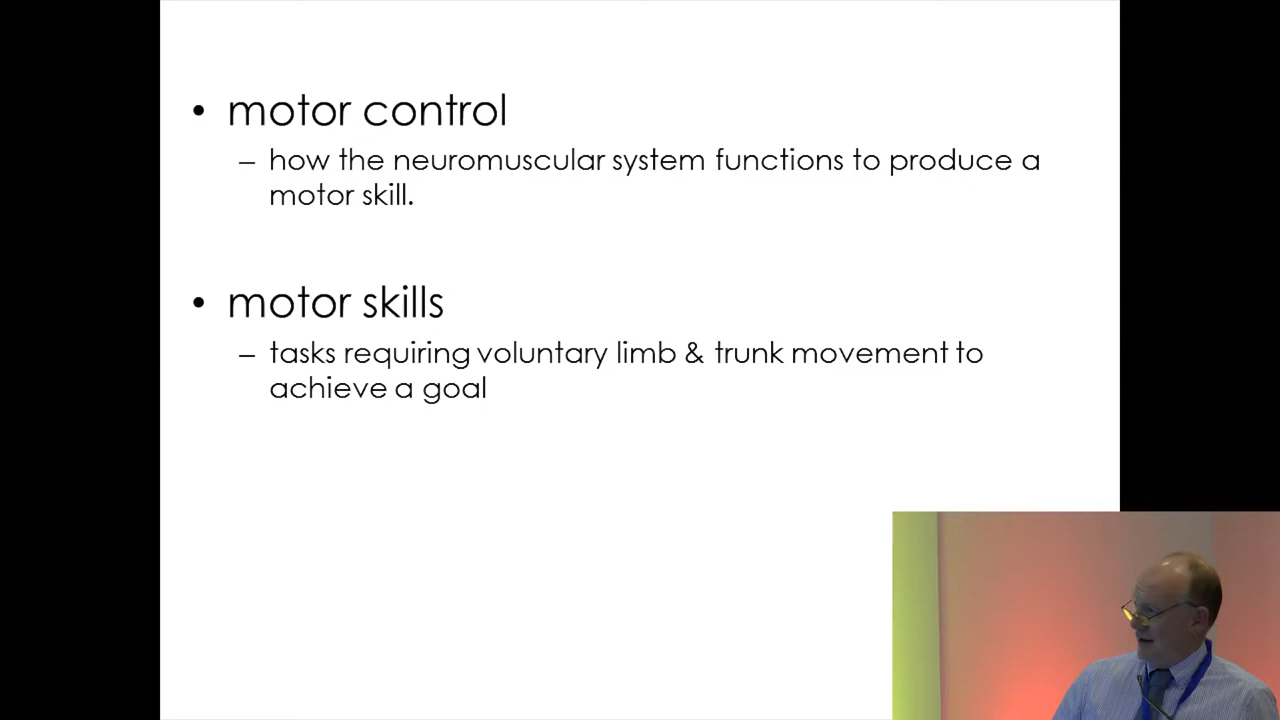 • motor control
– how the neuromuscular system functions to produce a
motor skill.
• motor skills
– tasks requiring voluntary limb & trunk movement to
achieve a goal